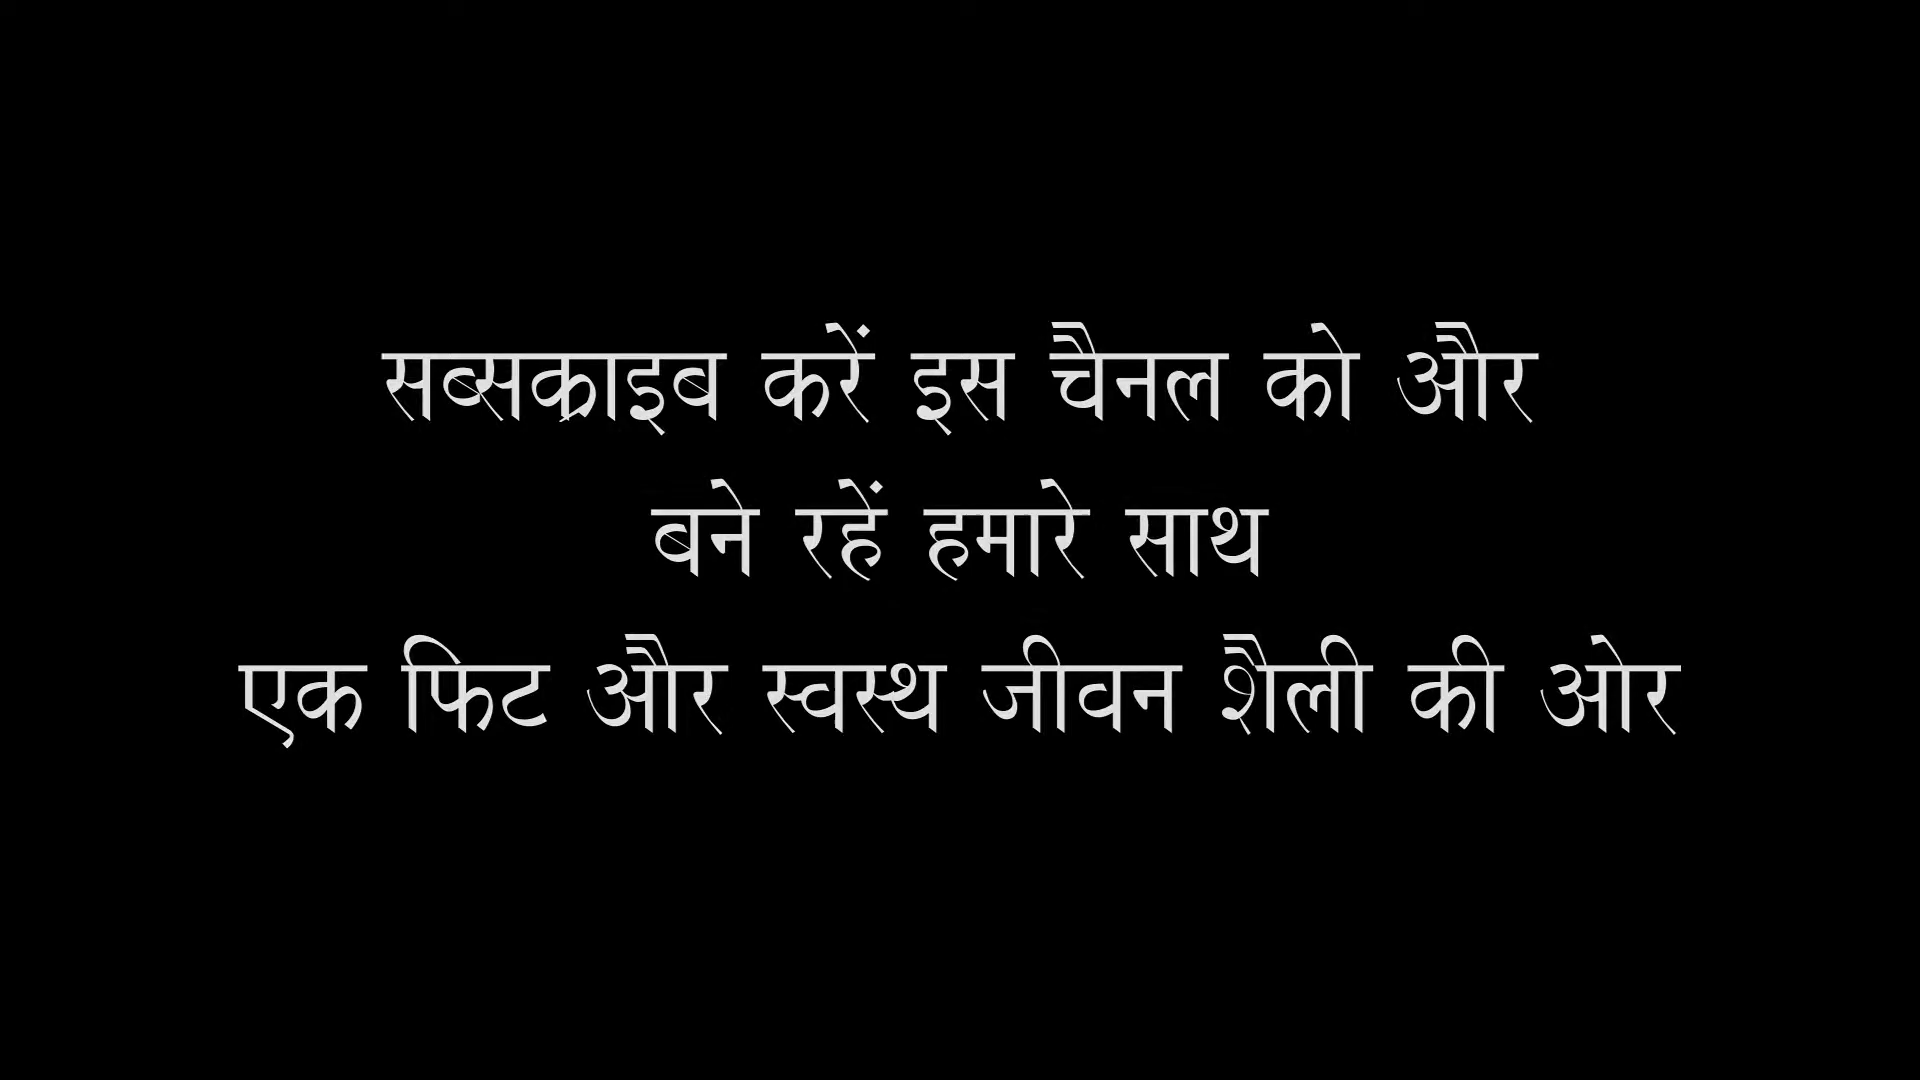 सब्सक्राइब करें इस चैनल को और
बने रहें हमारे साथ
एक फिट और स्वस्थ जीवन शैली की ओर